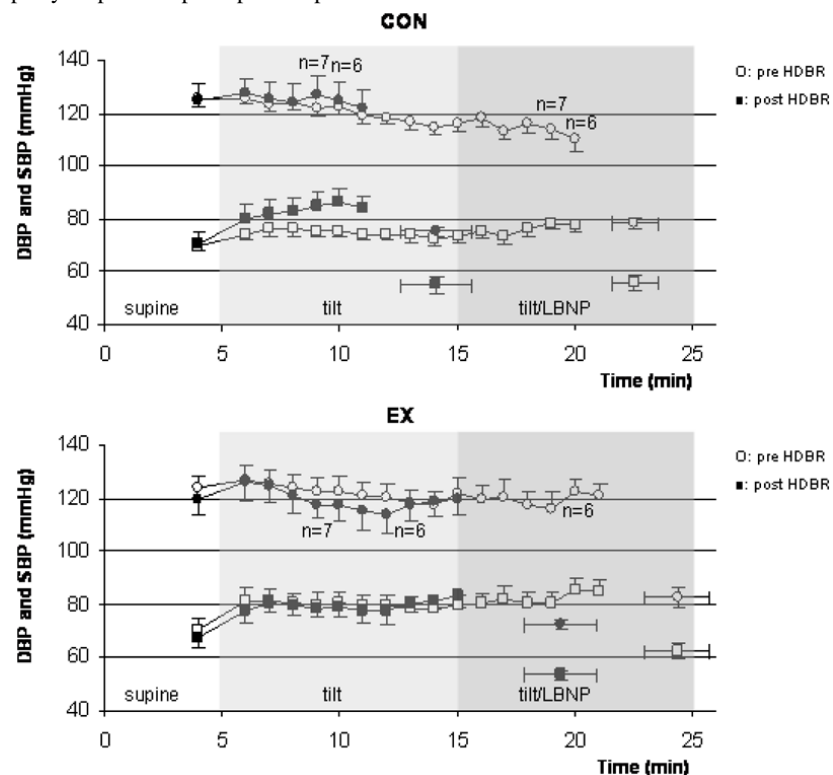 CON
DBP and SBP (mmHg)
140
120
100
80
60
40
n=7 n=6
n=7
n=6
supine
tilt
tilt/LBNP
0 5 10 15 20 25
Time (min)
O: pre HDBR
■: post HDBR
EX
DBP and SBP (mmHg)
140
120
100
80
60
40
n=7
n=6
n=6
supine
tilt
tilt/LBNP
0 5 10 15 20 25
Time (min)
O: pre HDBR
■: post HDBR